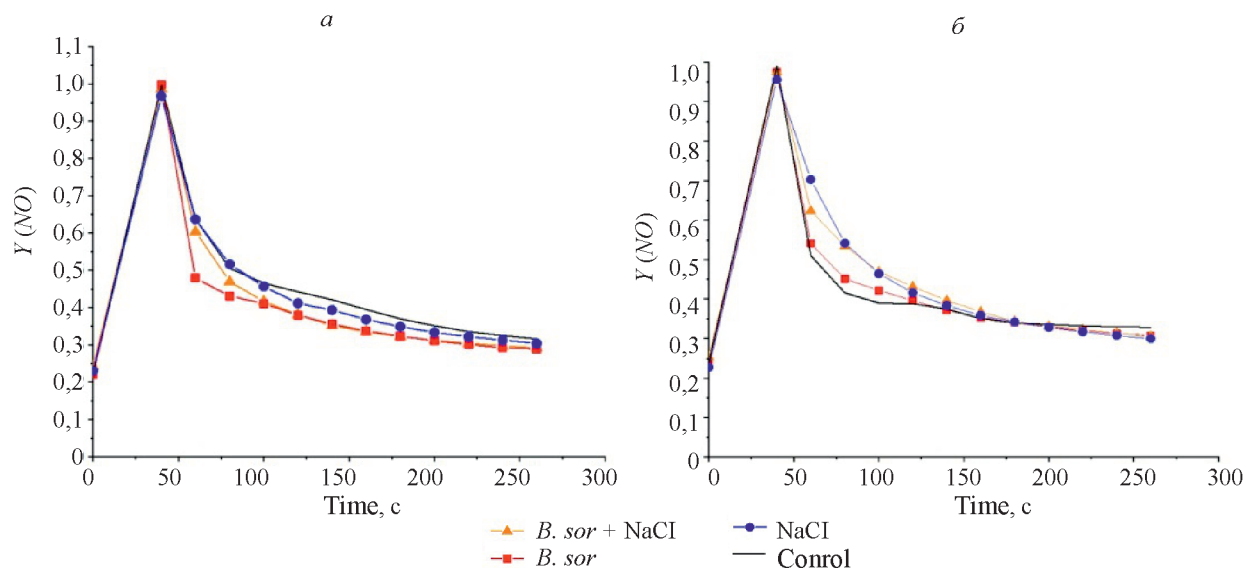 а
1,1
1,0
0,9
0,8
0,7
0,6
0,5
0,4
0,3
0,2
0,1
0
Y (NO)
0 50 100 150 200 250 300
Time, c
б
1,0
0,9
0,8
0,7
0,6
0,5
0,4
0,3
0,2
0,1
0
Y (NO)
0 50 100 150 200 250 300
Time, c
B. sor + NaCI
NaCI
B. sor
Conrol